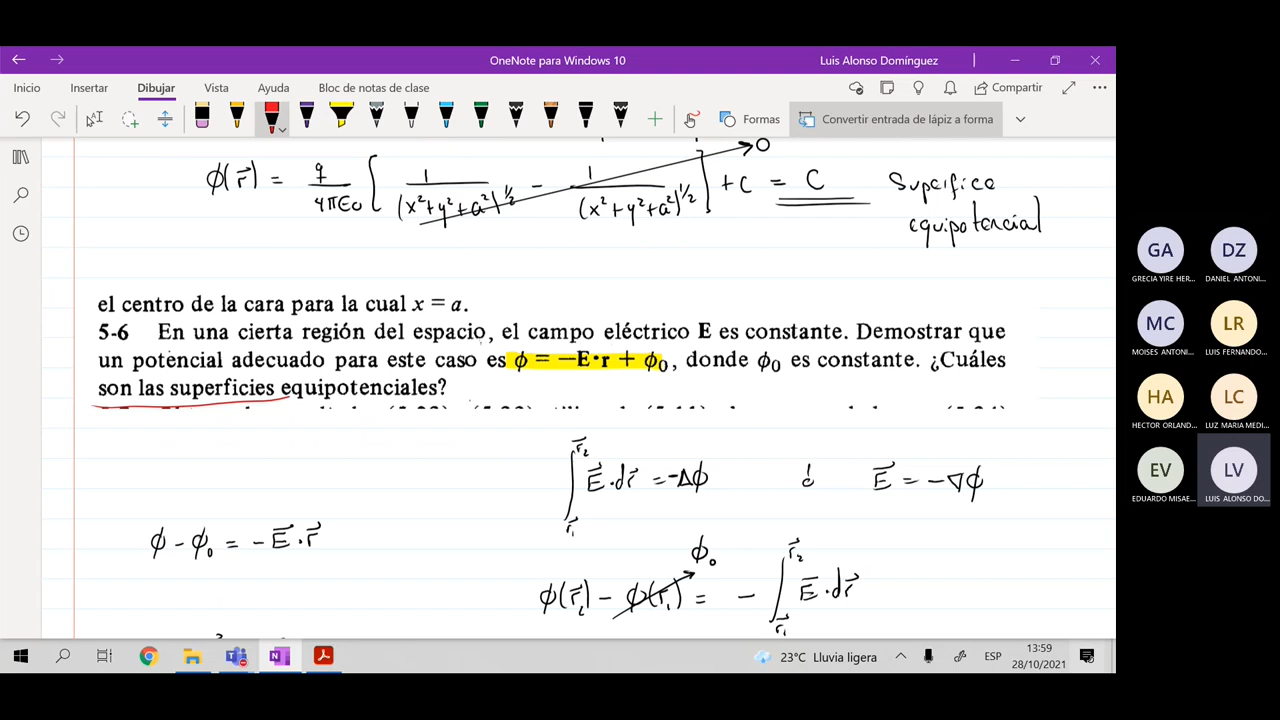 OneNote para Windows 10
Luis Alonso Domínguez
Inicio Insertar Dibujar Vista Ayuda Bloc de notas de clase
Compartir
Formas
Convertir entrada de lápiz a forma
ϕ(r⃗) = q/4πϵ₀ [ 1/(x²+y²+a²)^1/2 - 1/(x²+y²+a²)^1/2 ] → 0 + C = C
Superficie
equipotencial
el centro de la cara para la cual x = a.
5-6 En una cierta región del espacio, el campo eléctrico E es constante. Demostrar que
un potencial adecuado para este caso es ϕ = −E·r + ϕ₀, donde ϕ₀ es constante. ¿Cuáles
son las superficies equipotenciales?
∫ r⃗₁ r⃗₂ E⃗ · dr⃗ = -Δϕ ó E⃗ = -∇ϕ
ϕ - ϕ₀ = - E⃗ · r⃗
ϕ₀
ϕ(r⃗₂) - ϕ(r⃗₁) = - ∫ r⃗₁ r⃗₂ E⃗ · dr⃗
GA
GRECIA YIRE HER...
DZ
DANIEL ANTONI...
MC
MOISES ANTONI...
LR
LUIS FERNANDO...
HA
HECTOR ORLAND...
LC
LUZ MARIA MEDI...
EV
EDUARDO MISAE...
LV
LUIS ALONSO DO...
23°C Lluvia ligera
ESP
13:59
28/10/2021